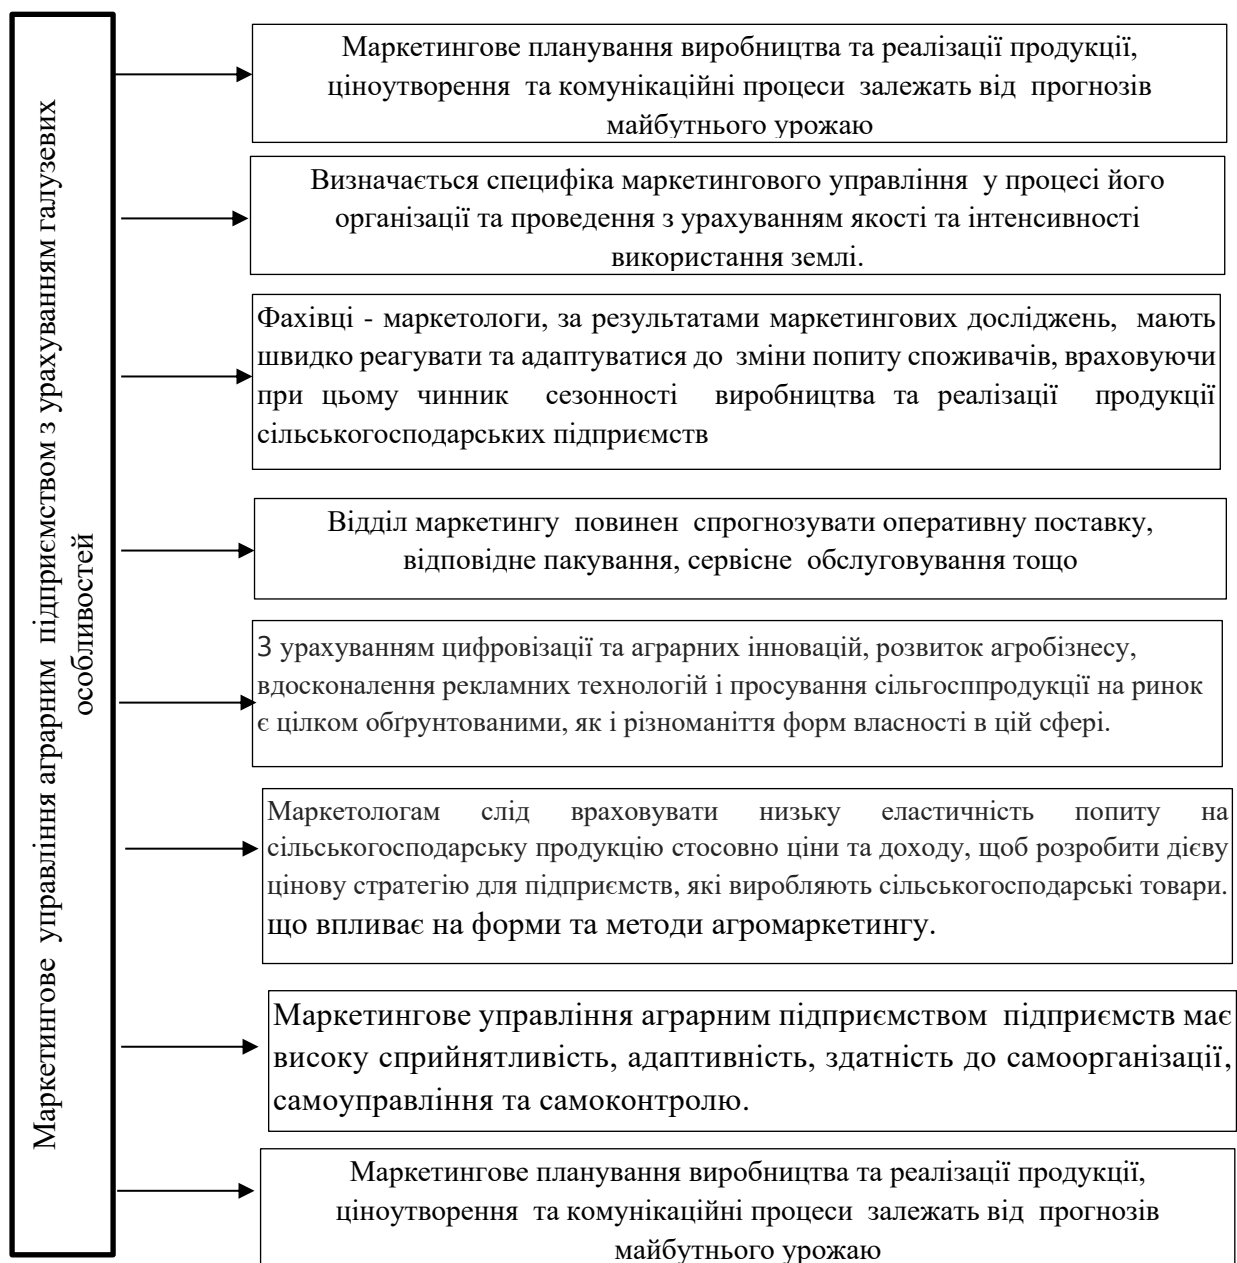 Маркетингове управління аграрним підприємством з урахуванням галузевих
особливостей
Маркетингове планування виробництва та реалізації продукції,
ціноутворення та комунікаційні процеси залежать від прогнозів
майбутнього урожаю
Визначається специфіка маркетингового управління у процесі його
організації та проведення з урахуванням якості та інтенсивності
використання землі.
Фахівці - маркетологи, за результатами маркетингових досліджень, мають
швидко реагувати та адаптуватися до зміни попиту споживачів, враховуючи
при цьому чинник сезонності виробництва та реалізації продукції
сільськогосподарських підприємств
Відділ маркетингу повинен спрогнозувати оперативну поставку,
відповідне пакування, сервісне обслуговування тощо
З урахуванням цифровізації та аграрних інновацій, розвиток агробізнесу,
вдосконалення рекламних технологій і просування сільгосппродукції на ринок
є цілком обґрунтованими, як і різноманіття форм власності в цій сфері.
Маркетологам слід враховувати низьку еластичність попиту на
сільськогосподарську продукцію стосовно ціни та доходу, щоб розробити дієву
цінову стратегію для підприємств, які виробляють сільськогосподарські товари.
що впливає на форми та методи агромаркетингу.
Маркетингове управління аграрним підприємством підприємств має
високу сприйнятливість, адаптивність, здатність до самоорганізації,
самоуправління та самоконтролю.
Маркетингове планування виробництва та реалізації продукції,
ціноутворення та комунікаційні процеси залежать від прогнозів
майбутнього урожаю